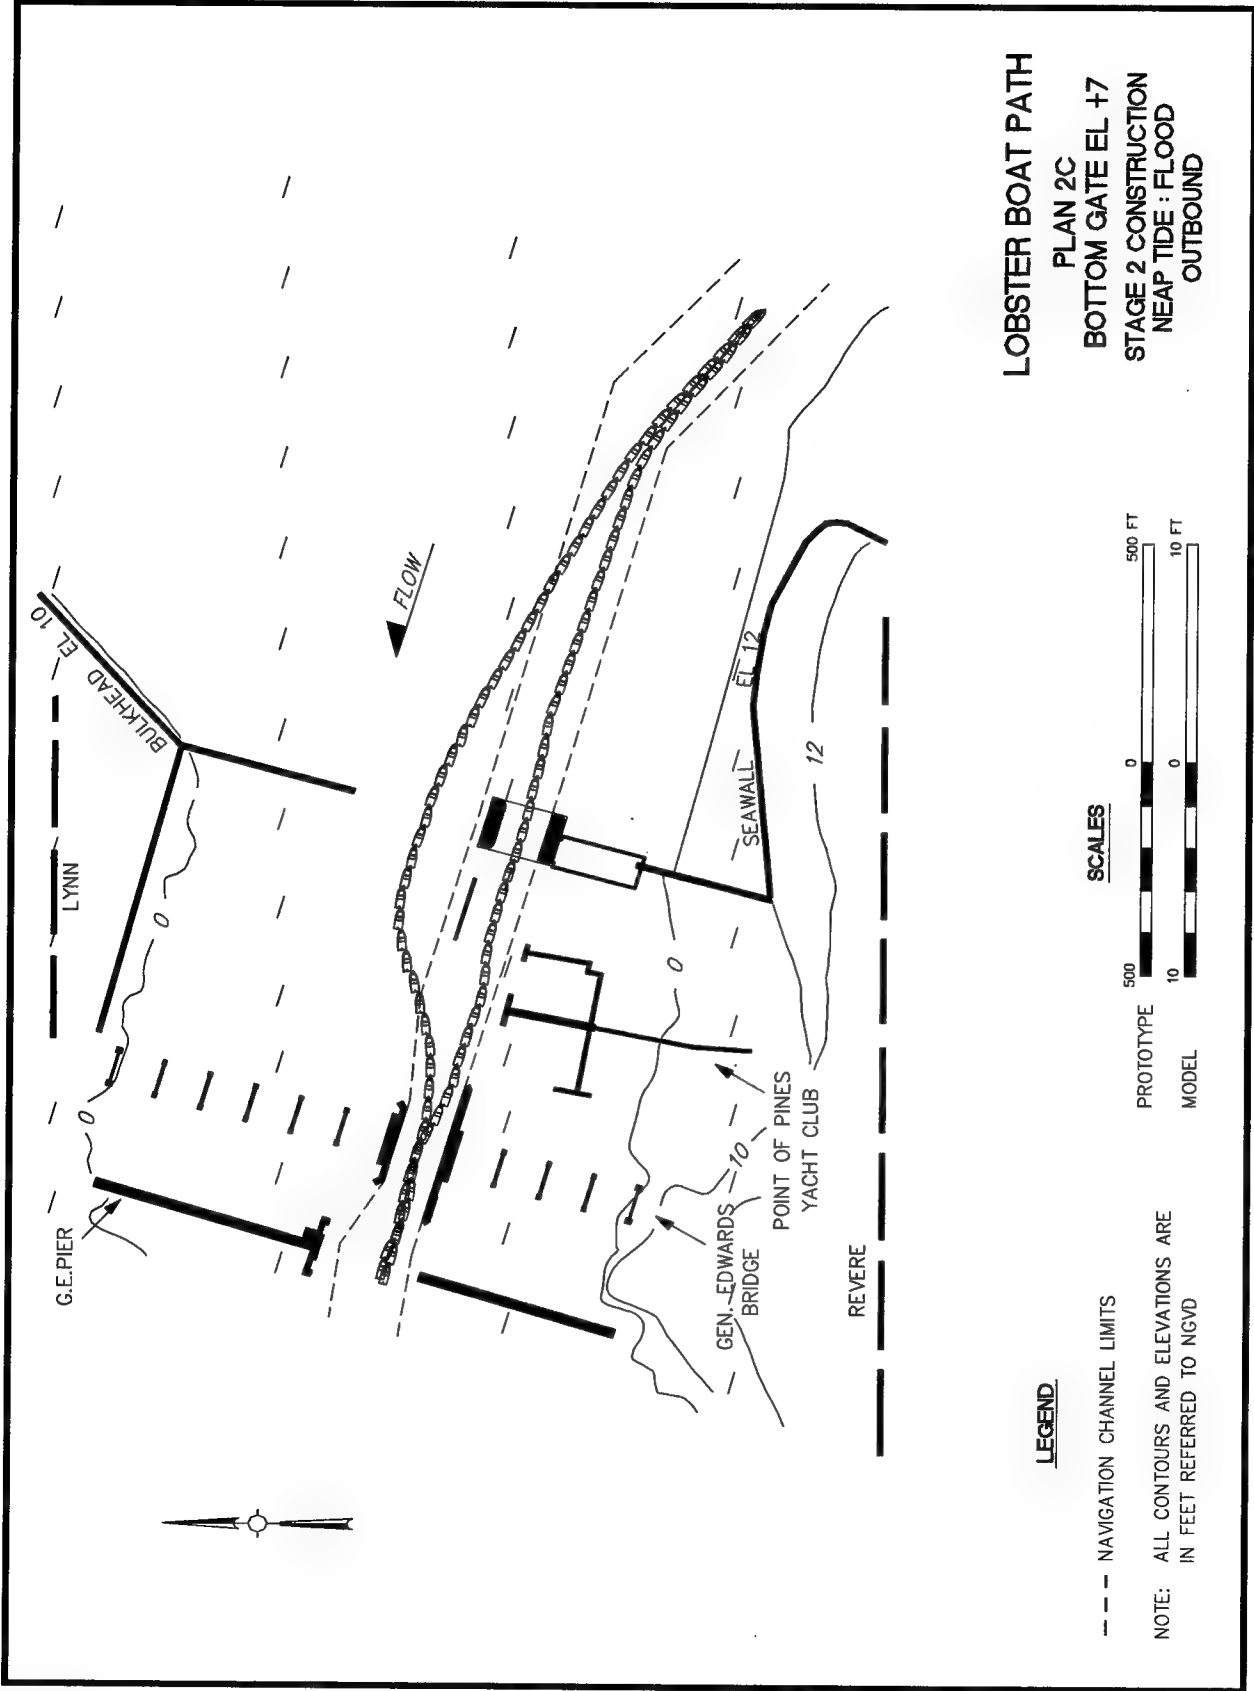 LOBSTER BOAT PATH
PLAN 2C
BOTTOM GATE EL +7
STAGE 2 CONSTRUCTION
NEAP TIDE : FLOOD
OUTBOUND
BULKHEAD EL 10
LYNN
FLOW
0
0
G.E.PIER
SEAWALL EL 12
12
0
10
POINT OF PINES
YACHT CLUB
GEN. EDWARDS
BRIDGE
REVERE
SCALES
PROTOTYPE 500 0 500 FT
MODEL 10 0 10 FT
LEGEND
--- NAVIGATION CHANNEL LIMITS
NOTE: ALL CONTOURS AND ELEVATIONS ARE
IN FEET REFERRED TO NGVD